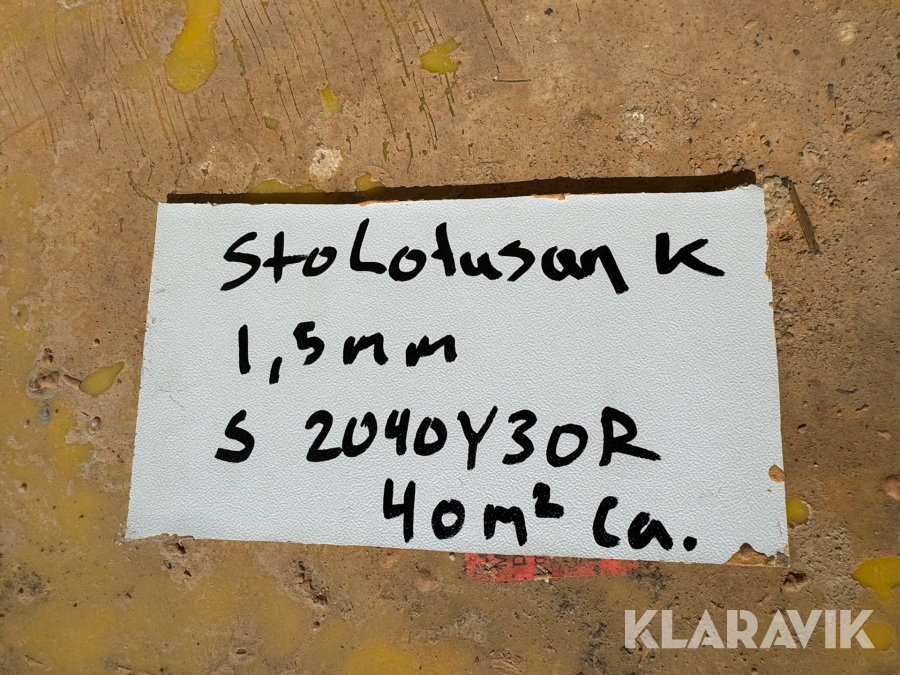 StoLotusan K
1,5mm
S 2040Y30R
40m² Ca.
KLARAVIK